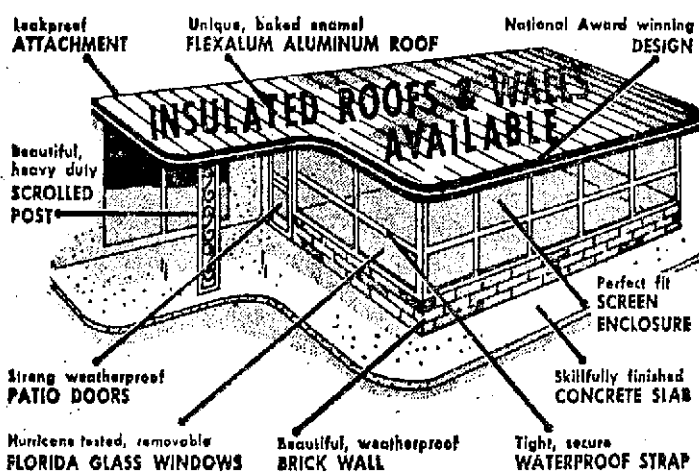 Leakproof
ATTACHMENT
Unique, baked enamel
FLEXALUM ALUMINUM ROOF
National Award winning
DESIGN
INSULATED ROOFS & WALLS
AVAILABLE
Beautiful,
heavy duty
SCROLLED
POST
Perfect fit
SCREEN
ENCLOSURE
Strong weatherproof
PATIO DOORS
Skillfully finished
CONCRETE SLAB
Hurricane tested, removable
FLORIDA GLASS WINDOWS
Beautiful, weatherproof
BRICK WALL
Tight, secure
WATERPROOF STRAP